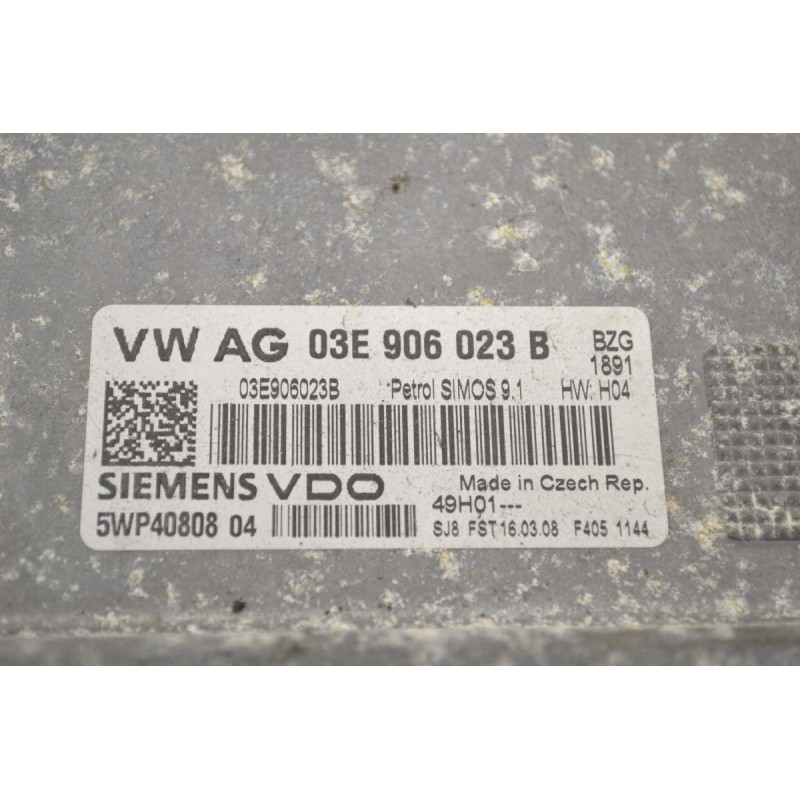 VW AG 03E 906 023 B BZG
1891
03E906023B Petrol SIMOS 9.1 HW: H04
SIEMENS VDO Made in Czech Rep.
49H01---
5WP40808 04 SJ8 FST 16.03.08 F405 1144